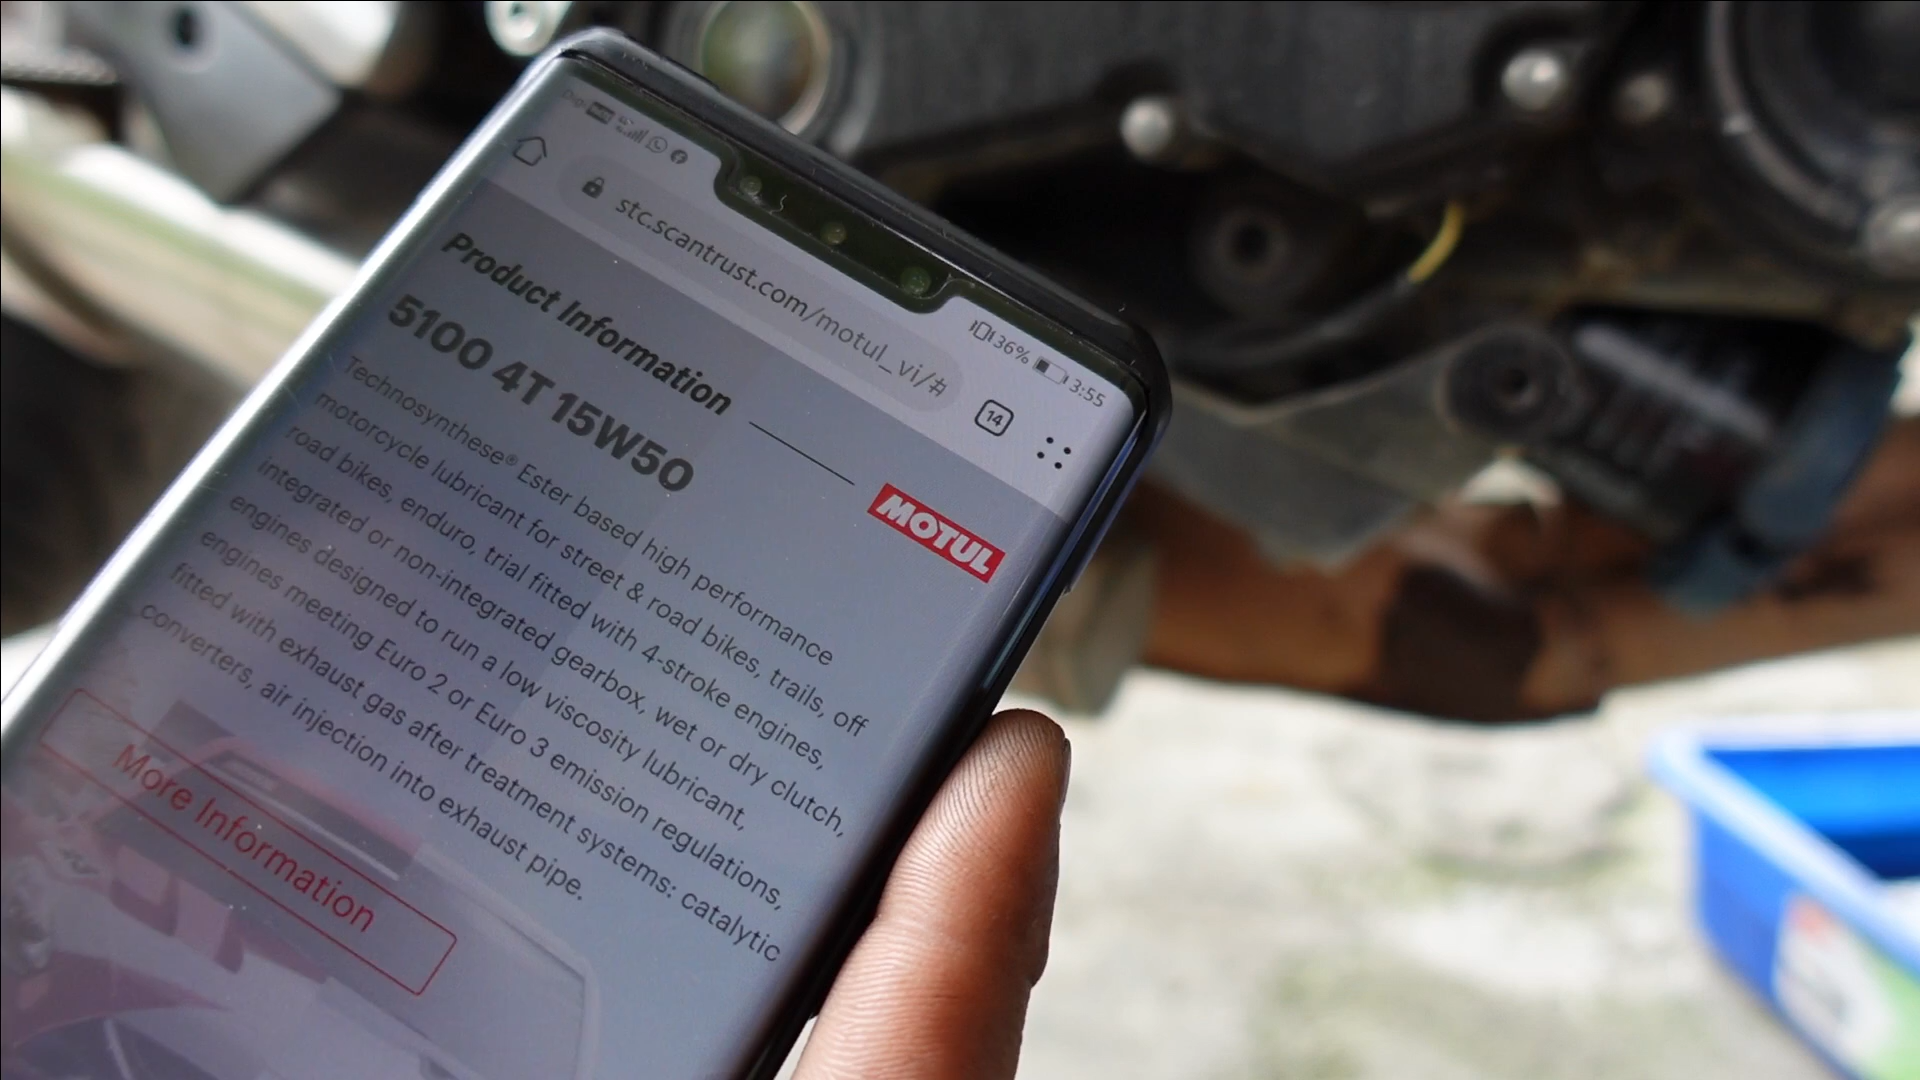 Digi
36% 3:55
stc.scantrust.com/motul_vi/#
14
Product Information
5100 4T 15W50
MOTUL
Technosynthese® Ester based high performance
motorcycle lubricant for street & road bikes, trails, off
road bikes, enduro, trial fitted with 4-stroke engines,
integrated or non-integrated gearbox, wet or dry clutch,
engines designed to run a low viscosity lubricant,
engines meeting Euro 2 or Euro 3 emission regulations,
fitted with exhaust gas after treatment systems: catalytic
converters, air injection into exhaust pipe.
More Information